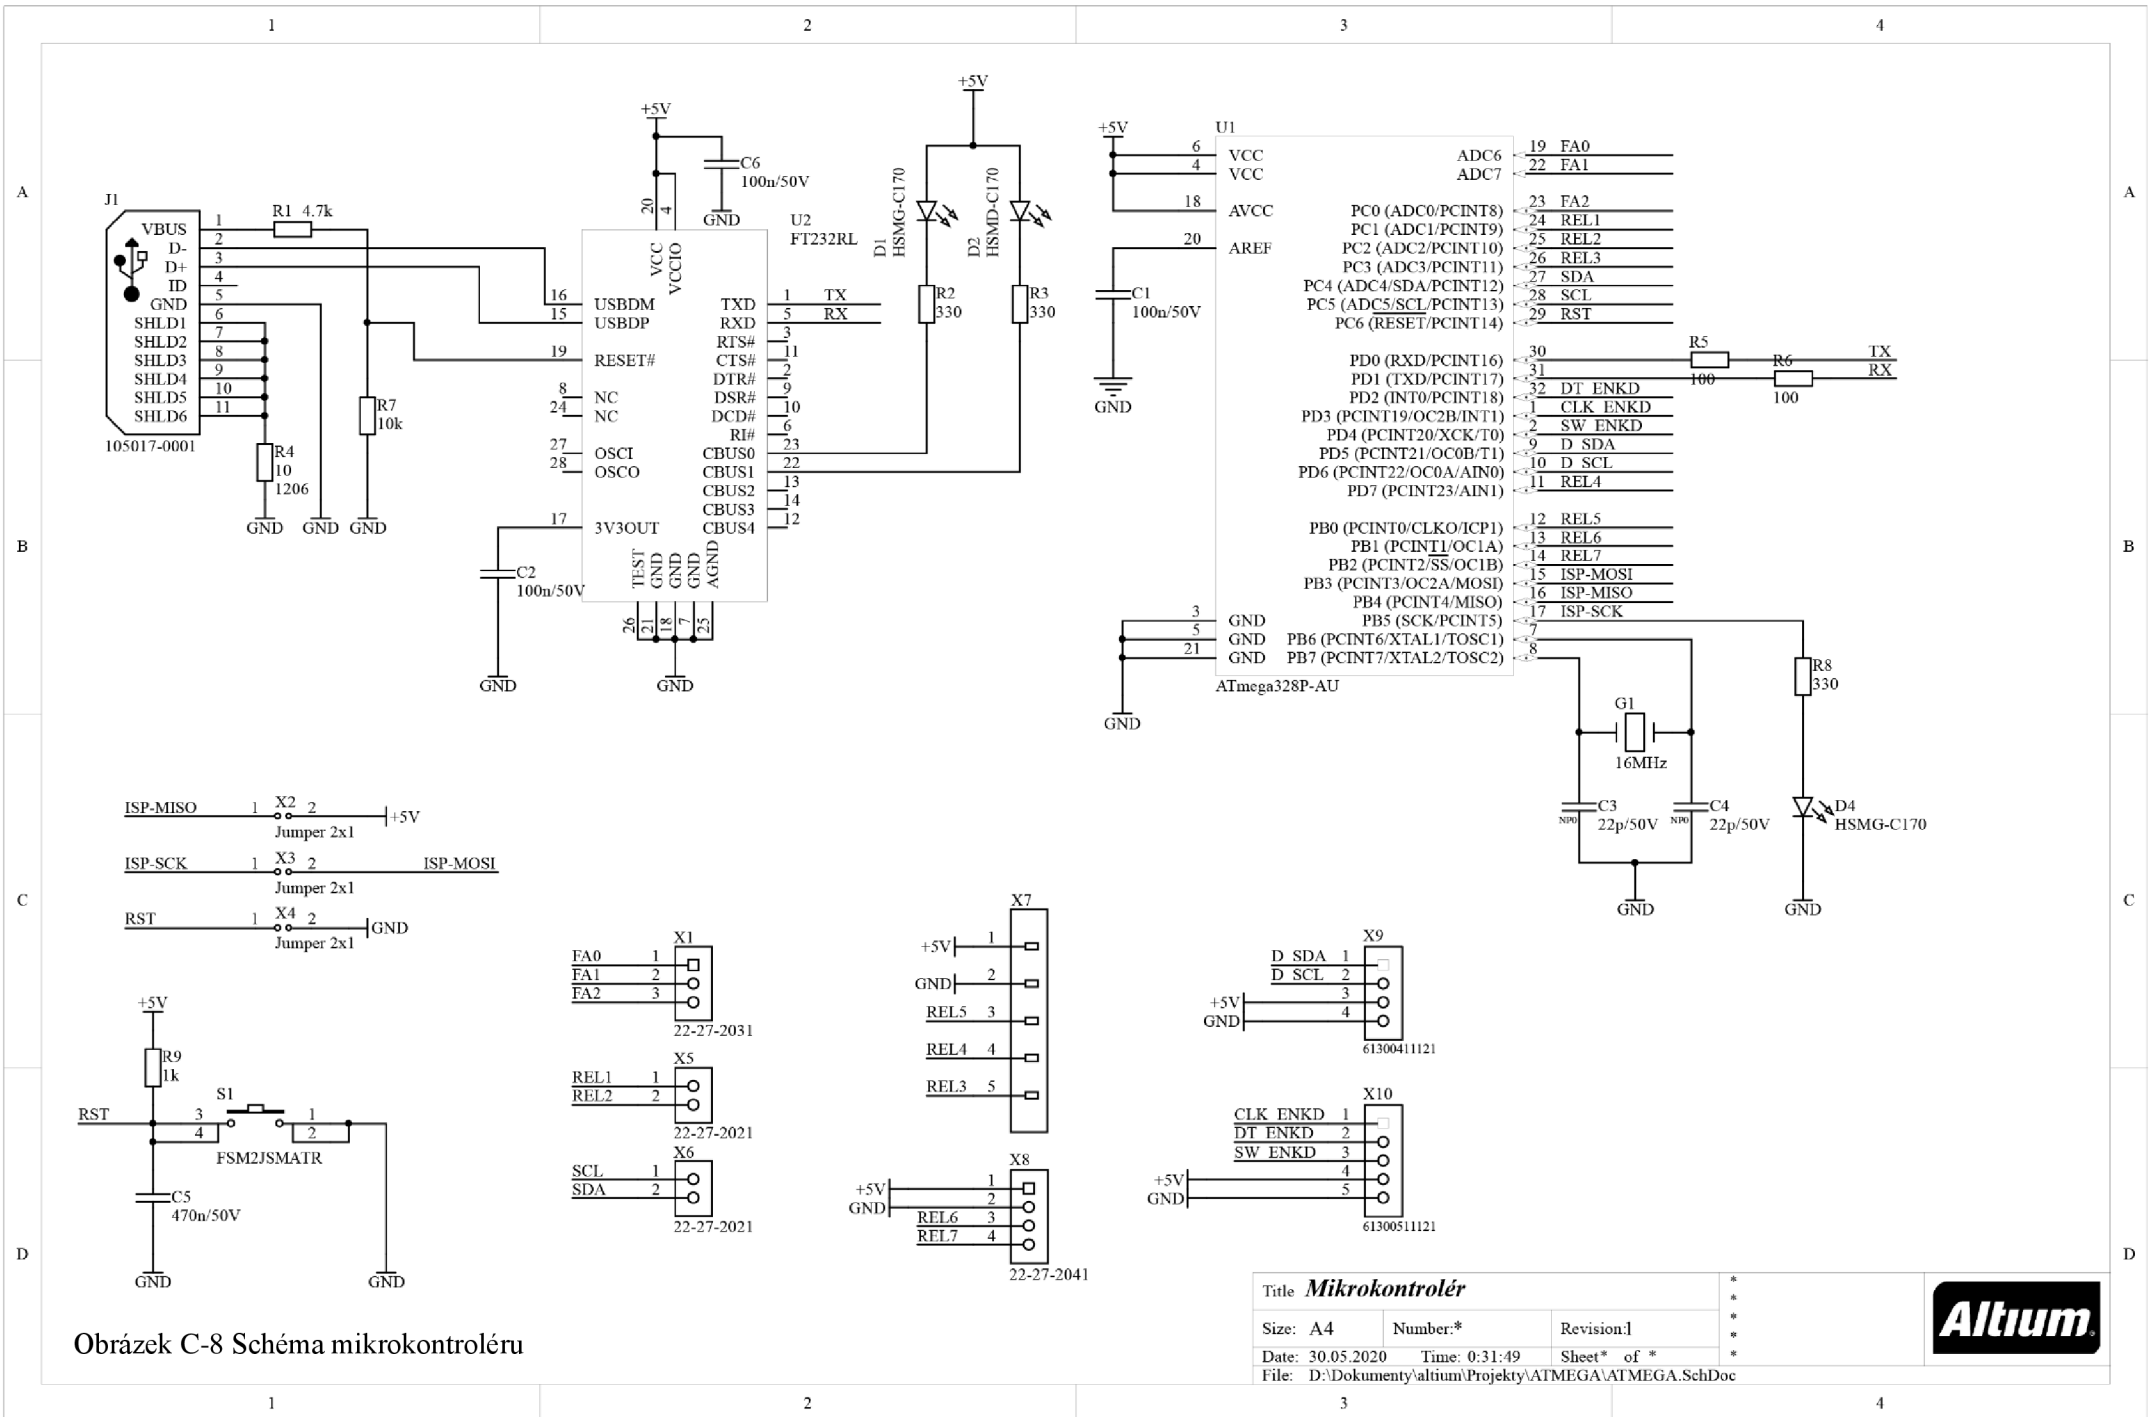 1 2 3 4
A A
B B
C C
D D
1 2 3 4
J1
VBUS 1
D- 2
D+ 3
ID 4
GND 5
SHLD1 6
SHLD2 7
SHLD3 8
SHLD4 9
SHLD5 10
SHLD6 11
105017-0001
R1 4.7k
R4
10
1206
R7
10k
GND GND GND
+5V
C6
100n/50V
GND
20 4
U2
FT232RL
VCC
VCCIO
16 USBDM
15 USBDP
19 RESET#
8 NC
24 NC
27 OSCI
28 OSCO
17 3V3OUT
TXD 1 TX
RXD 5 RX
RTS# 3
CTS# 11
DTR# 2
DSR# 9
DCD# 10
RI# 6
CBUS0 23
CBUS1 22
CBUS2 13
CBUS3 14
CBUS4 12
TEST
GND
GND
GND
AGND
26 21 18 7 25
GND
C2
100n/50V
GND
+5V
D1
HSMG-C170
D2
HSMD-C170
R2
330
R3
330
+5V
U1
6 VCC
4 VCC
18 AVCC
20 AREF
C1
100n/50V
GND
3 GND
5 GND
21 GND
GND
ATmega328P-AU
ADC6 19 FA0
ADC7 22 FA1
PC0 (ADC0/PCINT8) 23 FA2
PC1 (ADC1/PCINT9) 24 REL1
PC2 (ADC2/PCINT10) 25 REL2
PC3 (ADC3/PCINT11) 26 REL3
PC4 (ADC4/SDA/PCINT12) 27 SDA
PC5 (ADC5/SCL/PCINT13) 28 SCL
PC6 (RESET/PCINT14) 29 RST
PD0 (RXD/PCINT16) 30
PD1 (TXD/PCINT17) 31
PD2 (INT0/PCINT18) 32 DT_ENKD
PD3 (PCINT19/OC2B/INT1) 1 CLK_ENKD
PD4 (PCINT20/XCK/T0) 2 SW_ENKD
PD5 (PCINT21/OC0B/T1) 9 D_SDA
PD6 (PCINT22/OC0A/AIN0) 10 D_SCL
PD7 (PCINT23/AIN1) 11 REL4
PB0 (PCINT0/CLKO/ICP1) 12 REL5
PB1 (PCINT1/OC1A) 13 REL6
PB2 (PCINT2/SS/OC1B) 14 REL7
PB3 (PCINT3/OC2A/MOSI) 15 ISP-MOSI
PB4 (PCINT4/MISO) 16 ISP-MISO
PB5 (SCK/PCINT5) 17 ISP-SCK
PB6 (PCINT6/XTAL1/TOSC1) 7
PB7 (PCINT7/XTAL2/TOSC2) 8
R5
100
TX
R6
100
RX
R8
330
G1
16MHz
C3
22p/50V
NP0
C4
22p/50V
NP0
D4
HSMG-C170
GND GND
ISP-MISO 1 X2 2 +5V
Jumper 2x1
ISP-SCK 1 X3 2 ISP-MOSI
Jumper 2x1
RST 1 X4 2 GND
Jumper 2x1
+5V
R9
1k
RST
S1
3 1
4 2
FSM2JSMATR
C5
470n/50V
GND GND
X1
FA0 1
FA1 2
FA2 3
22-27-2031
X5
REL1 1
REL2 2
22-27-2021
X6
SCL 1
SDA 2
22-27-2021
X7
+5V 1
GND 2
REL5 3
REL4 4
REL3 5
X8
+5V 1
GND 2
REL6 3
REL7 4
22-27-2041
X9
D_SDA 1
D_SCL 2
+5V 3
GND 4
61300411121
X10
CLK_ENKD 1
DT_ENKD 2
SW_ENKD 3
+5V 4
GND 5
61300511121
Obrázek C-8 Schéma mikrokontroléru
Title Mikrokontrolér
Size: A4 Number:* Revision:1
Date: 30.05.2020 Time: 0:31:49 Sheet* of *
File: D:\Dokumenty\altium\Projekty\ATMEGA\ATMEGA.SchDoc
*
*
*
*
*
Altium.